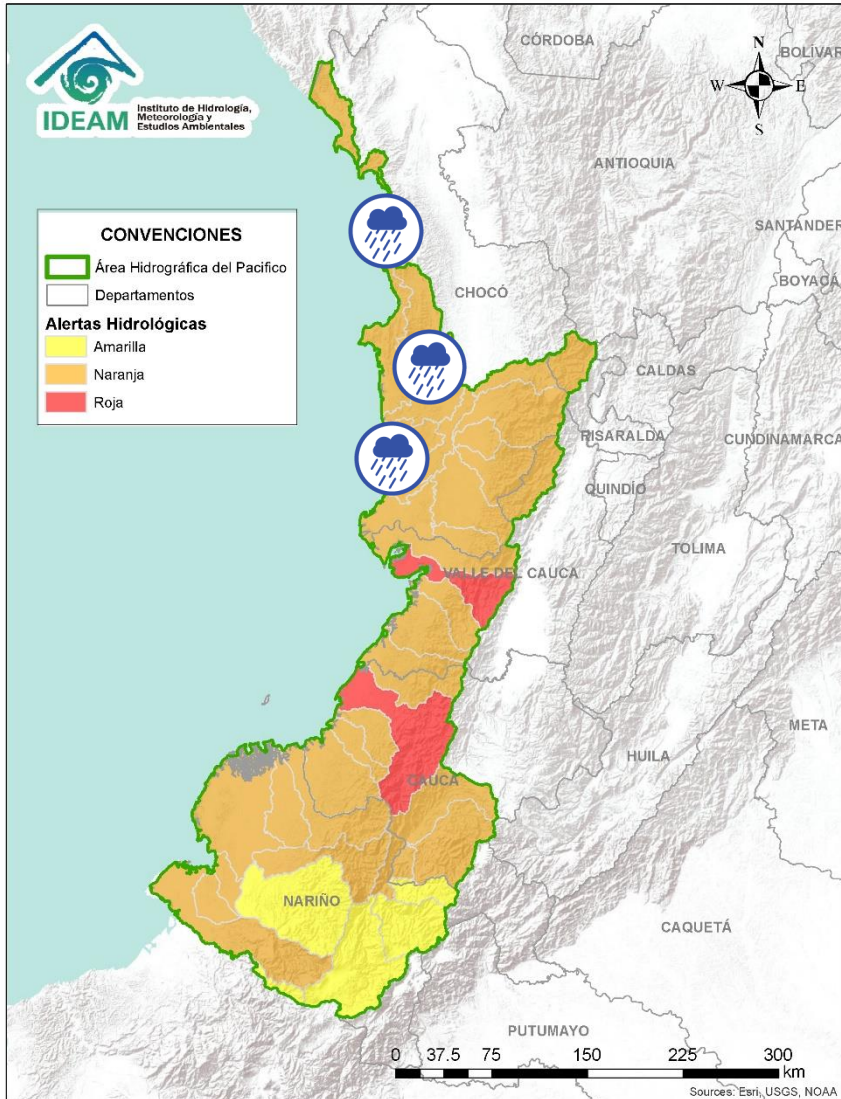 CÓRDOBA
BOLÍVAR
N
W
E
S
IDEAM
Instituto de Hidrología,
Meteorología y
Estudios Ambientales
ANTIOQUIA
SANTANDER
BOYACÁ
CONVENCIONES
Área Hidrográfica del Pacifico
Departamentos
Alertas Hidrológicas
Amarilla
Naranja
Roja
CHOCÓ
CALDAS
RISARALDA
CUNDINAMARCA
QUINDÍO
TOLIMA
VALLE DEL CAUCA
META
HUILA
CAUCA
NARIÑO
CAQUETÁ
PUTUMAYO
0 37.5 75 150 225 300
km
Sources: Esri, USGS, NOAA